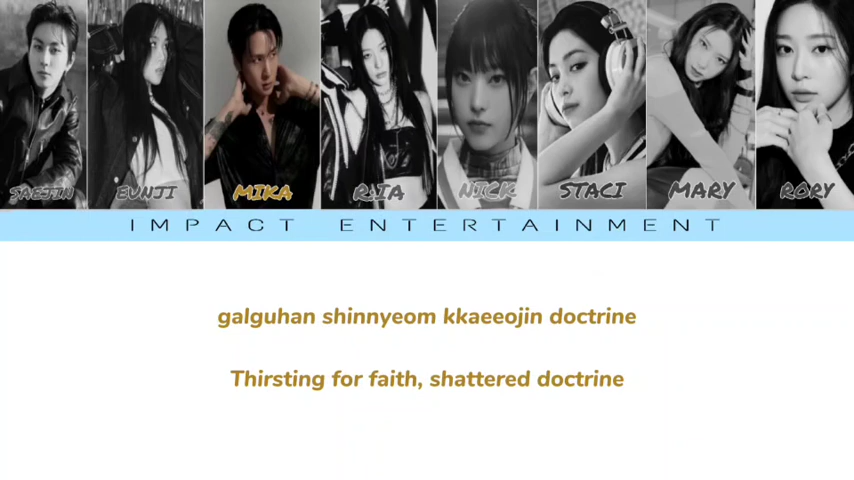 SAEJIN EUNJI MIKA RIA NICK STACI MARY RORY
IMPACT ENTERTAINMENT
galguhan shinnyeom kkaeeojin doctrine
Thirsting for faith, shattered doctrine